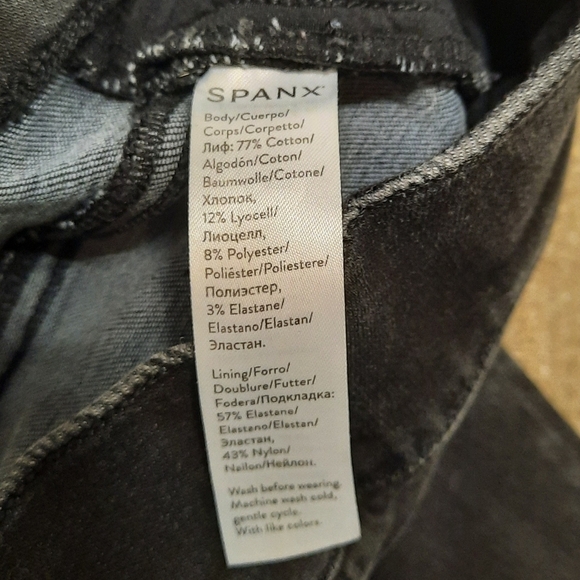 SPANX
Body/Cuerpo/
Corps/Corpetto/
Лиф: 77% Cotton/
Algodón/Coton/
Baumwolle/Cotone/
Хлопок,
12% Lyocell/
Лиоцелл,
8% Polyester/
Poliéster/Poliestere/
Полиэстер,
3% Elastane/
Elastano/Elastan/
Эластан.
Lining/Forro/
Doublure/Futter/
Fodera/Подкладка:
57% Elastane/
Elastano/Elastan/
Эластан,
43% Nylon/
Nailon/Нейлон.
Wash before wearing.
Machine wash cold,
gentle cycle.
With like colors.